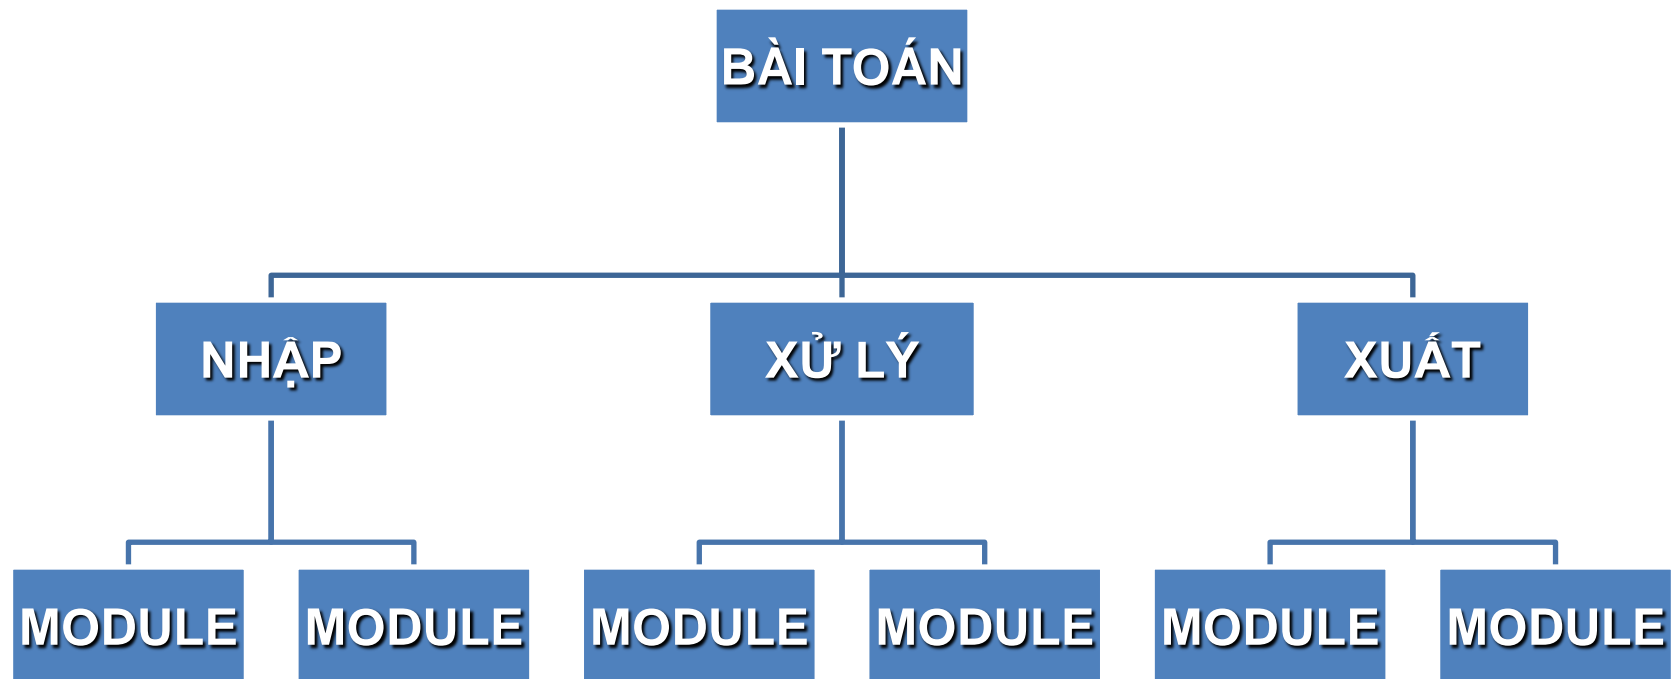 BÀI TOÁN
NHẬP
XỬ LÝ
XUẤT
MODULE
MODULE
MODULE
MODULE
MODULE
MODULE